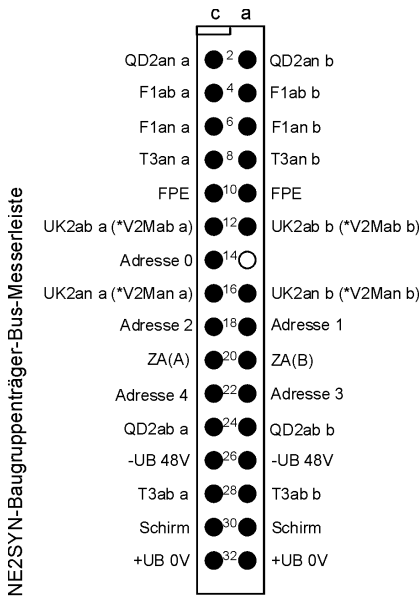 c a
QD2an a 2 QD2an b
F1ab a 4 F1ab b
F1an a 6 F1an b
T3an a 8 T3an b
FPE 10 FPE
UK2ab a (*V2Mab a) 12 UK2ab b (*V2Mab b)
Adresse 0 14
UK2an a (*V2Man a) 16 UK2an b (*V2Man b)
Adresse 2 18 Adresse 1
ZA(A) 20 ZA(B)
Adresse 4 22 Adresse 3
QD2ab a 24 QD2ab b
-UB 48V 26 -UB 48V
T3ab a 28 T3ab b
Schirm 30 Schirm
+UB 0V 32 +UB 0V
NE2SYN-Baugruppenträger-Bus-Messerleiste